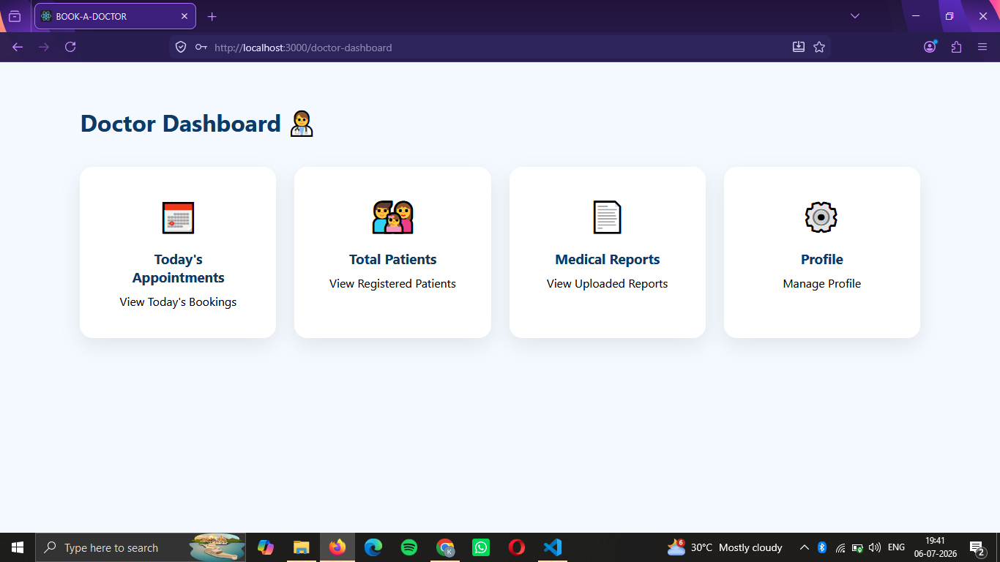 BOOK-A-DOCTOR
http://localhost:3000/doctor-dashboard
Doctor Dashboard
Today's
Appointments
View Today's Bookings
Total Patients
View Registered Patients
Medical Reports
View Uploaded Reports
Profile
Manage Profile
Type here to search
K
6
30°C Mostly cloudy
ENG
19:41
06-07-2026
2